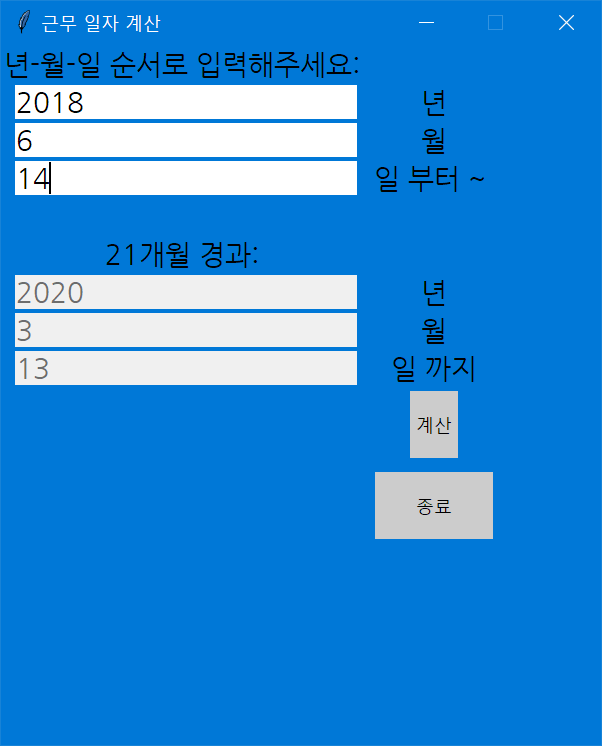 근무 일자 계산
년-월-일 순서로 입력해주세요:
2018 년
6 월
14 일 부터 ~
21개월 경과:
2020 년
3 월
13 일 까지
계산
종료